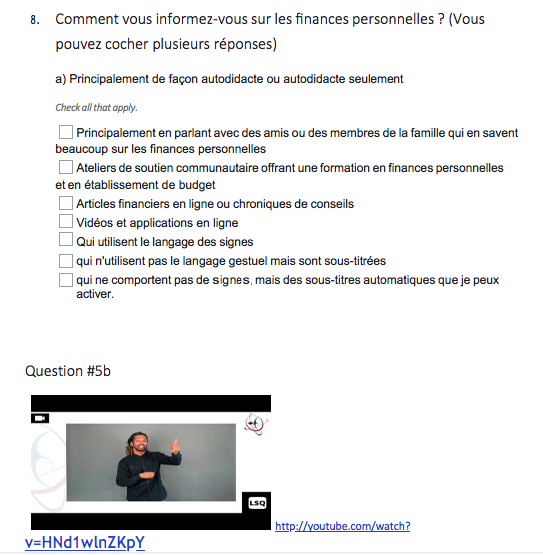 8. Comment vous informez-vous sur les finances personnelles ? (Vous
pouvez cocher plusieurs réponses)
a) Principalement de façon autodidacte ou autodidacte seulement
Check all that apply.
Principalement en parlant avec des amis ou des membres de la famille qui en savent
beaucoup sur les finances personnelles
Ateliers de soutien communautaire offrant une formation en finances personnelles
et en établissement de budget
Articles financiers en ligne ou chroniques de conseils
Vidéos et applications en ligne
Qui utilisent le langage des signes
qui n'utilisent pas le langage gestuel mais sont sous-titrées
qui ne comportent pas de signes, mais des sous-titres automatiques que je peux
activer.
Question #5b
LSQ
http://youtube.com/watch?
v=HNd1wlnZKpY